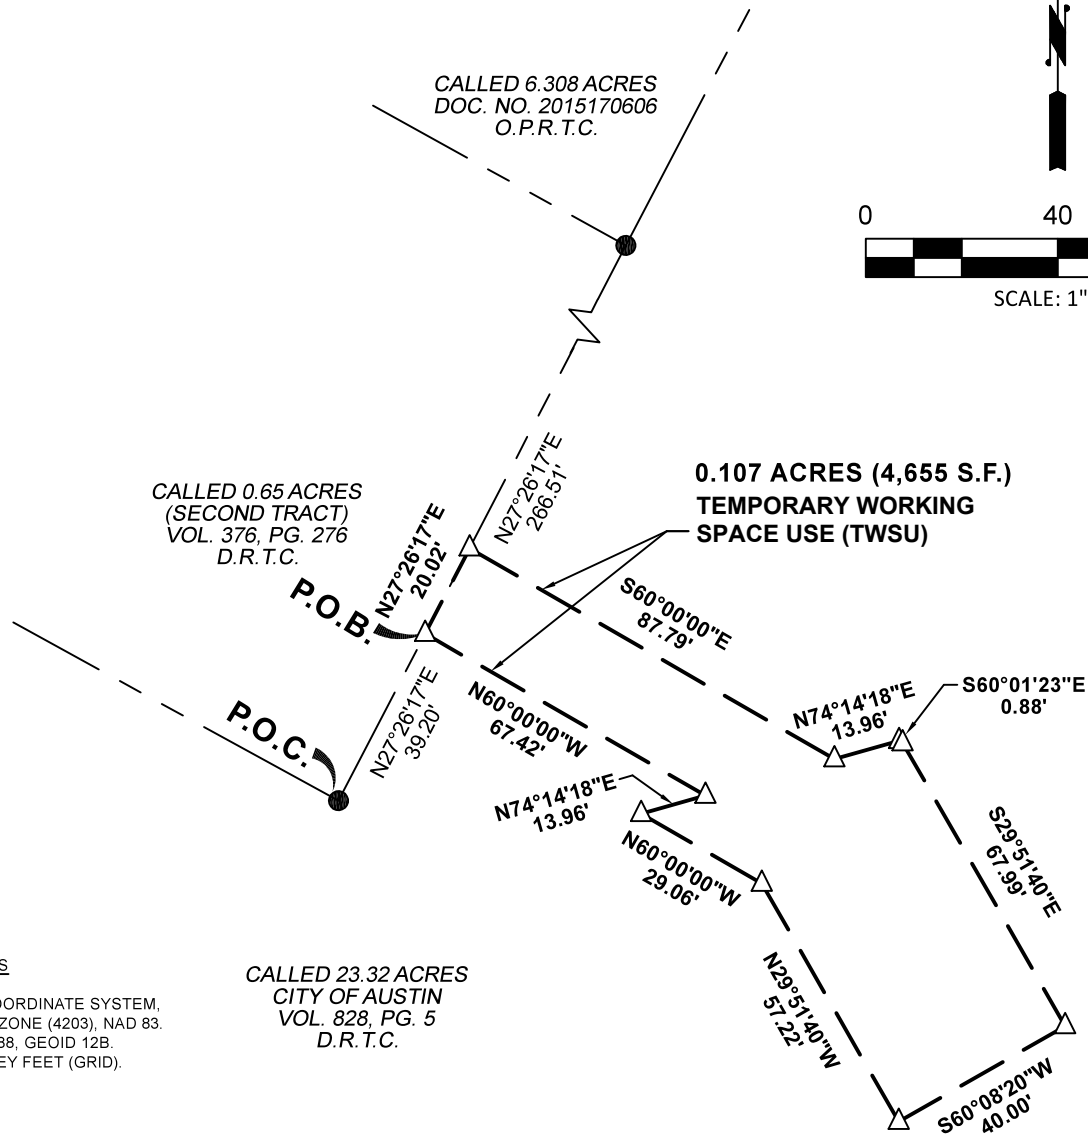 CALLED 6.308 ACRES
DOC. NO. 2015170606
O.P.R.T.C.
N
0 40
SCALE: 1"
CALLED 0.65 ACRES
(SECOND TRACT)
VOL. 376, PG. 276
D.R.T.C.
N27°26'17"E
266.51'
0.107 ACRES (4,655 S.F.)
TEMPORARY WORKING
SPACE USE (TWSU)
N27°26'17"E
20.02'
P.O.B.
S60°00'00"E
87.79'
N74°14'18"E
13.96'
S60°01'23"E
0.88'
P.O.C.
N27°26'17"E
39.20'
N60°00'00"W
67.42'
N74°14'18"E
13.96'
N60°00'00"W
29.06'
S29°51'40"E
67.99'
N29°51'40"W
57.22'
S60°08'20"W
40.00'
CALLED 23.32 ACRES
CITY OF AUSTIN
VOL. 828, PG. 5
D.R.T.C.
S
ORDINATE SYSTEM,
ZONE (4203), NAD 83.
88, GEOID 12B.
EY FEET (GRID).